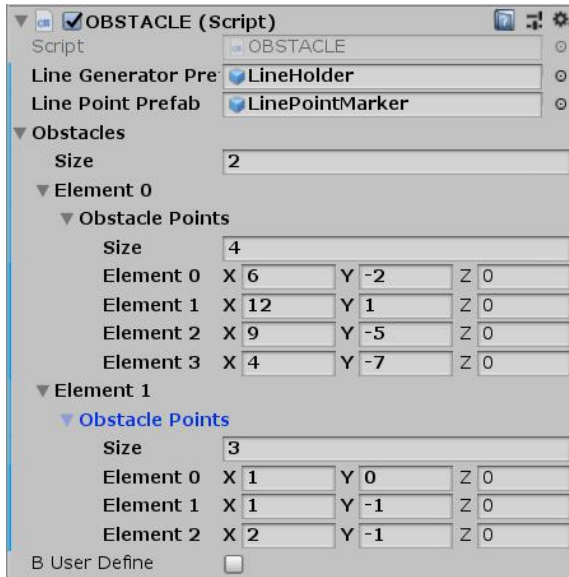 OBSTACLE (Script)
Script OBSTACLE
Line Generator Pre LineHolder
Line Point Prefab LinePointMarker
Obstacles
Size 2
Element 0
Obstacle Points
Size 4
Element 0 X 6 Y -2 Z 0
Element 1 X 12 Y 1 Z 0
Element 2 X 9 Y -5 Z 0
Element 3 X 4 Y -7 Z 0
Element 1
Obstacle Points
Size 3
Element 0 X 1 Y 0 Z 0
Element 1 X 1 Y -1 Z 0
Element 2 X 2 Y -1 Z 0
B User Define